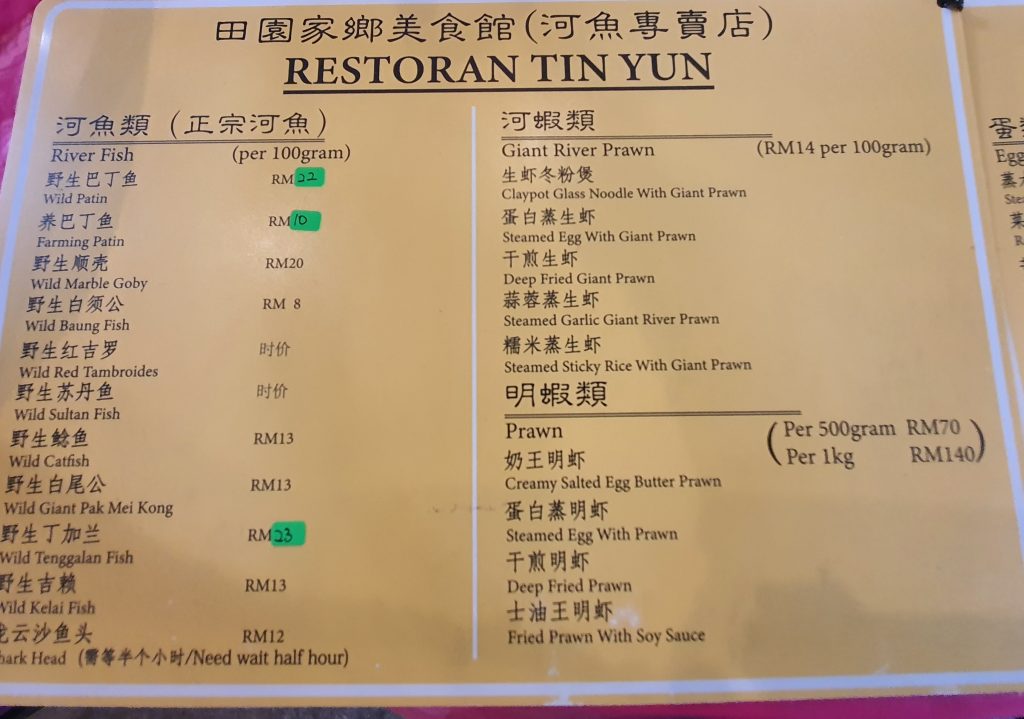 田園家鄉美食館(河魚專賣店)
RESTORAN TIN YUN
河魚類 (正宗河魚)
River Fish (per 100gram)
野生巴丁鱼 RM22
Wild Patin
养巴丁鱼 RM10
Farming Patin
野生顺壳 RM20
Wild Marble Goby
野生白须公 RM 8
Wild Baung Fish
野生红吉罗 时价
Wild Red Tambroides
野生苏丹鱼 时价
Wild Sultan Fish
野生鲶鱼 RM13
Wild Catfish
野生白尾公 RM13
Wild Giant Pak Mei Kong
野生丁加兰 RM23
Wild Tenggalan Fish
野生吉赖 RM13
Wild Kelai Fish
龙云沙鱼头 RM12
hark Head (需等半个小时/Need wait half hour)
河蝦類
Giant River Prawn (RM14 per 100gram)
生虾冬粉煲
Claypot Glass Noodle With Giant Prawn
蛋白蒸生虾
Steamed Egg With Giant Prawn
干煎生虾
Deep Fried Giant Prawn
蒜蓉蒸生虾
Steamed Garlic Giant River Prawn
糯米蒸生虾
Steamed Sticky Rice With Giant Prawn
明蝦類
Prawn (Per 500gram RM70
Per 1kg RM140)
奶王明虾
Creamy Salted Egg Butter Prawn
蛋白蒸明虾
Steamed Egg With Prawn
干煎明虾
Deep Fried Prawn
士油王明虾
Fried Prawn With Soy Sauce
蛋
Egg
蒸
Stea
菜